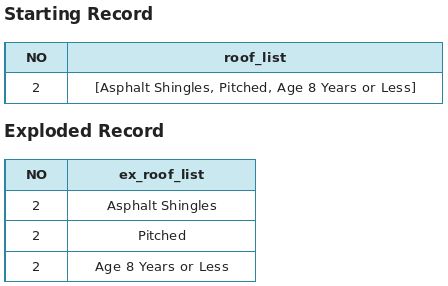 Starting Record
NO roof_list
2 [Asphalt Shingles, Pitched, Age 8 Years or Less]
Exploded Record
NO ex_roof_list
2 Asphalt Shingles
2 Pitched
2 Age 8 Years or Less